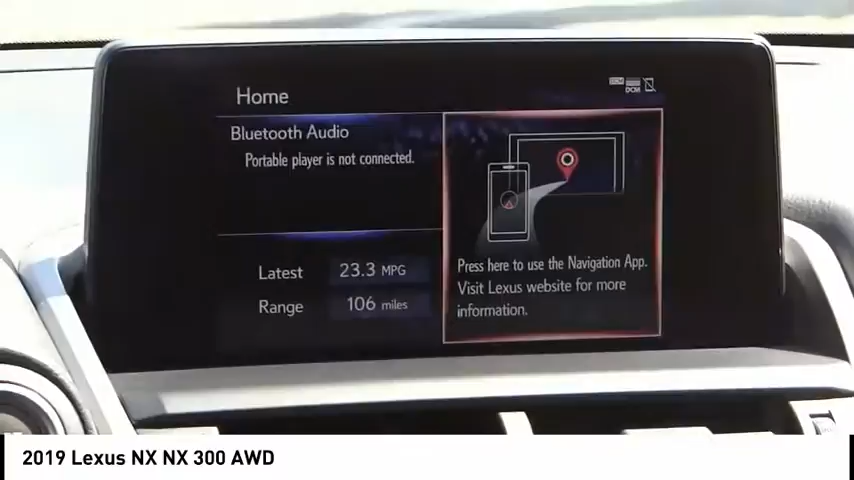 Home
DCM
Bluetooth Audio
Portable player is not connected.
Latest 23.3 MPG
Range 106 miles
Press here to use the Navigation App.
Visit Lexus website for more
information.
2019 Lexus NX NX 300 AWD